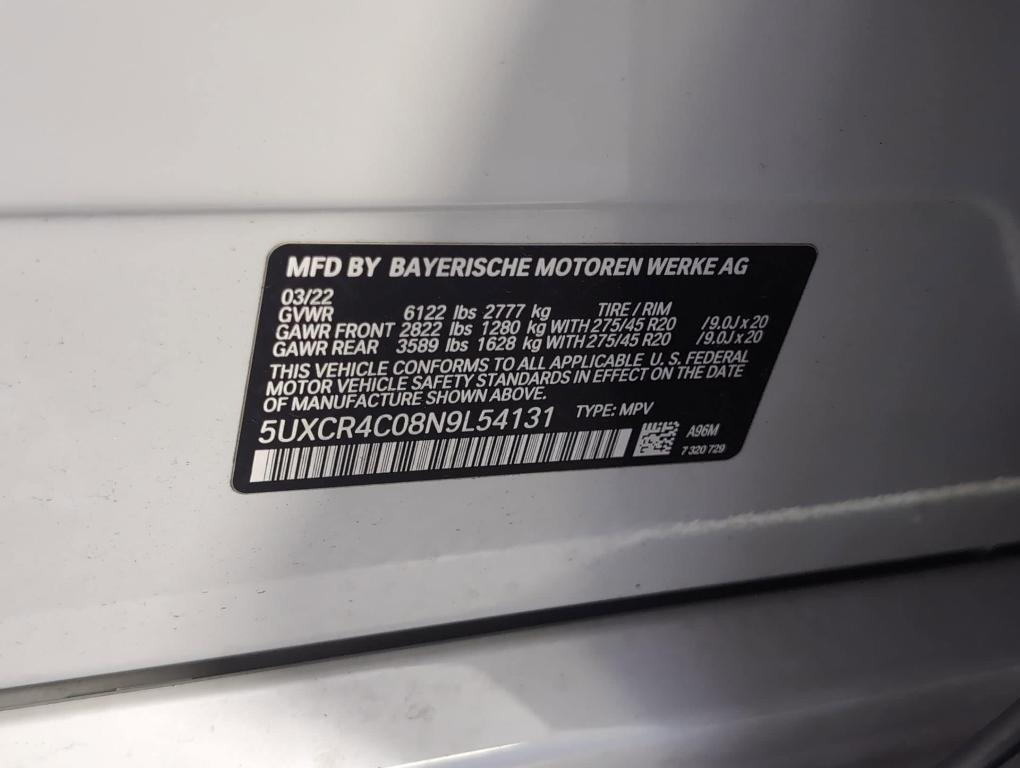 MFD BY BAYERISCHE MOTOREN WERKE AG
03/22
GVWR 6122 lbs 2777 kg TIRE / RIM
GAWR FRONT 2822 lbs 1280 kg WITH 275/45 R20 /9.0J x 20
GAWR REAR 3589 lbs 1628 kg WITH 275/45 R20 /9.0J x 20
THIS VEHICLE CONFORMS TO ALL APPLICABLE U. S. FEDERAL
MOTOR VEHICLE SAFETY STANDARDS IN EFFECT ON THE DATE
OF MANUFACTURE SHOWN ABOVE.
5UXCR4C08N9L54131 TYPE: MPV
A96M
7 320 729